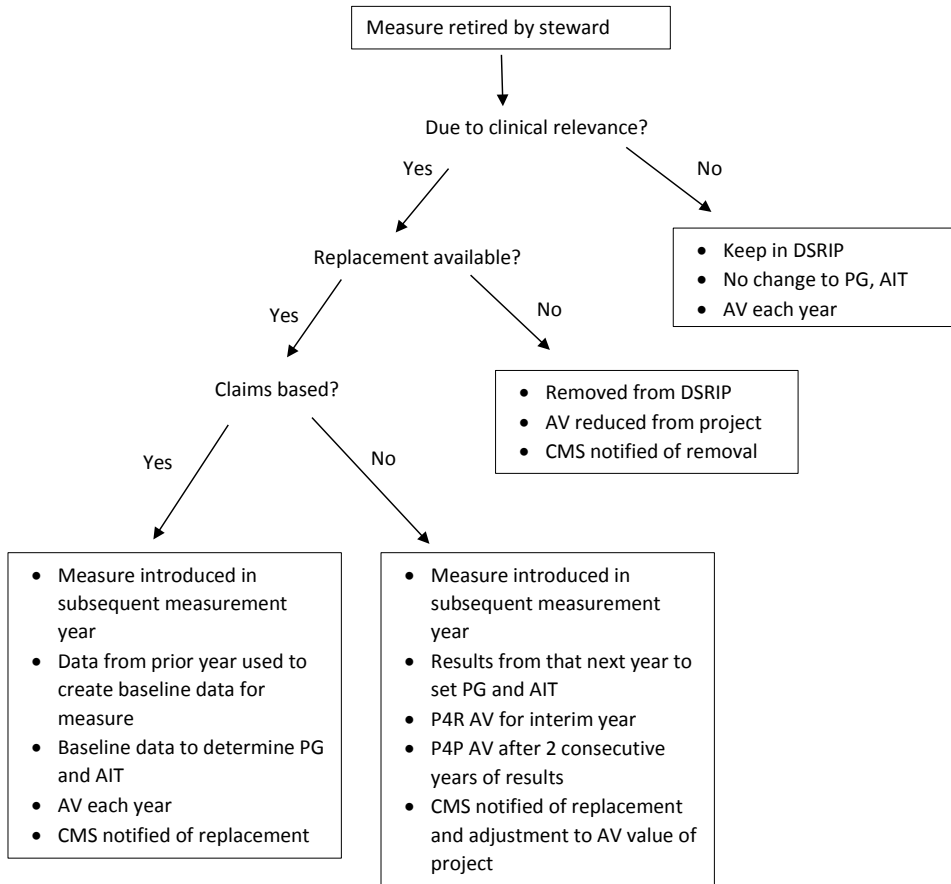 Measure retired by steward
Due to clinical relevance?
Yes
No
Replacement available?
• Keep in DSRIP
• No change to PG, AIT
• AV each year
Yes
No
Claims based?
• Removed from DSRIP
• AV reduced from project
• CMS notified of removal
Yes
No
• Measure introduced in
subsequent measurement
year
• Data from prior year used to
create baseline data for
measure
• Baseline data to determine PG
and AIT
• AV each year
• CMS notified of replacement
• Measure introduced in
subsequent measurement
year
• Results from that next year to
set PG and AIT
• P4R AV for interim year
• P4P AV after 2 consecutive
years of results
• CMS notified of replacement
and adjustment to AV value of
project